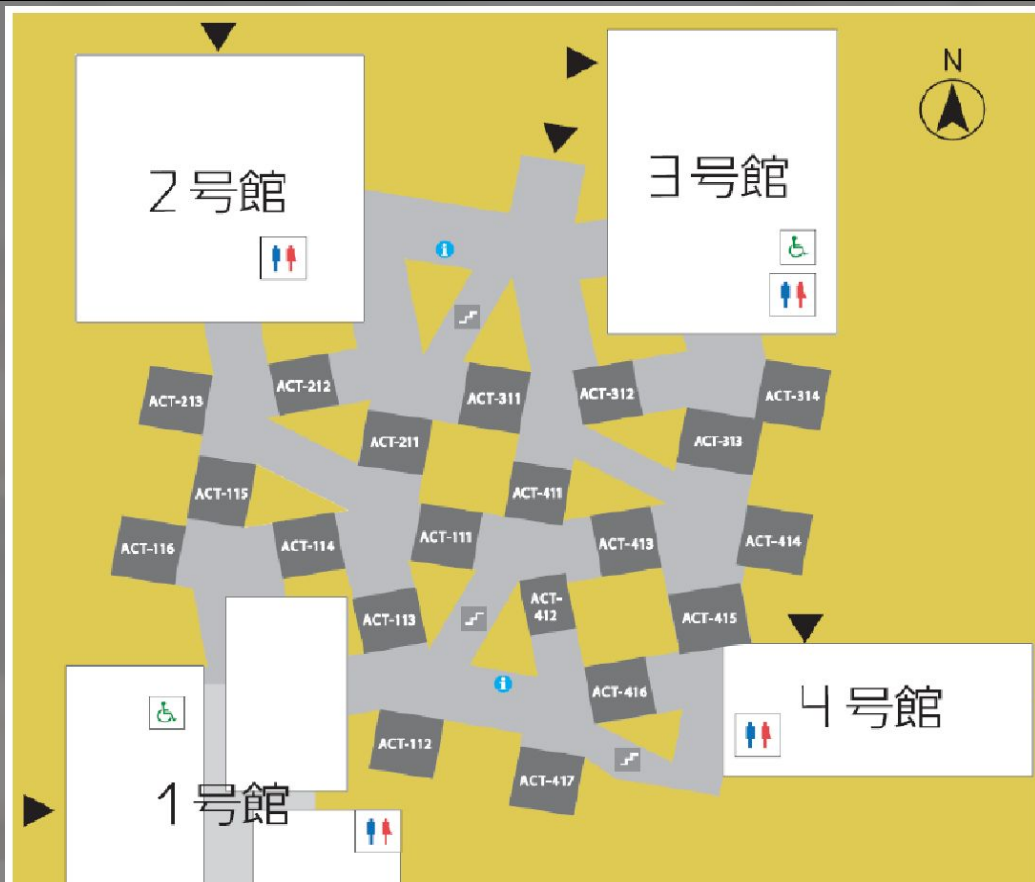 N
2号館
3号館
ACT-213
ACT-212
ACT-311
ACT-312
ACT-314
ACT-211
ACT-313
ACT-115
ACT-411
ACT-116
ACT-114
ACT-111
ACT-413
ACT-414
ACT-113
ACT-
412
ACT-415
ACT-416
4号館
ACT-112
ACT-417
1号館